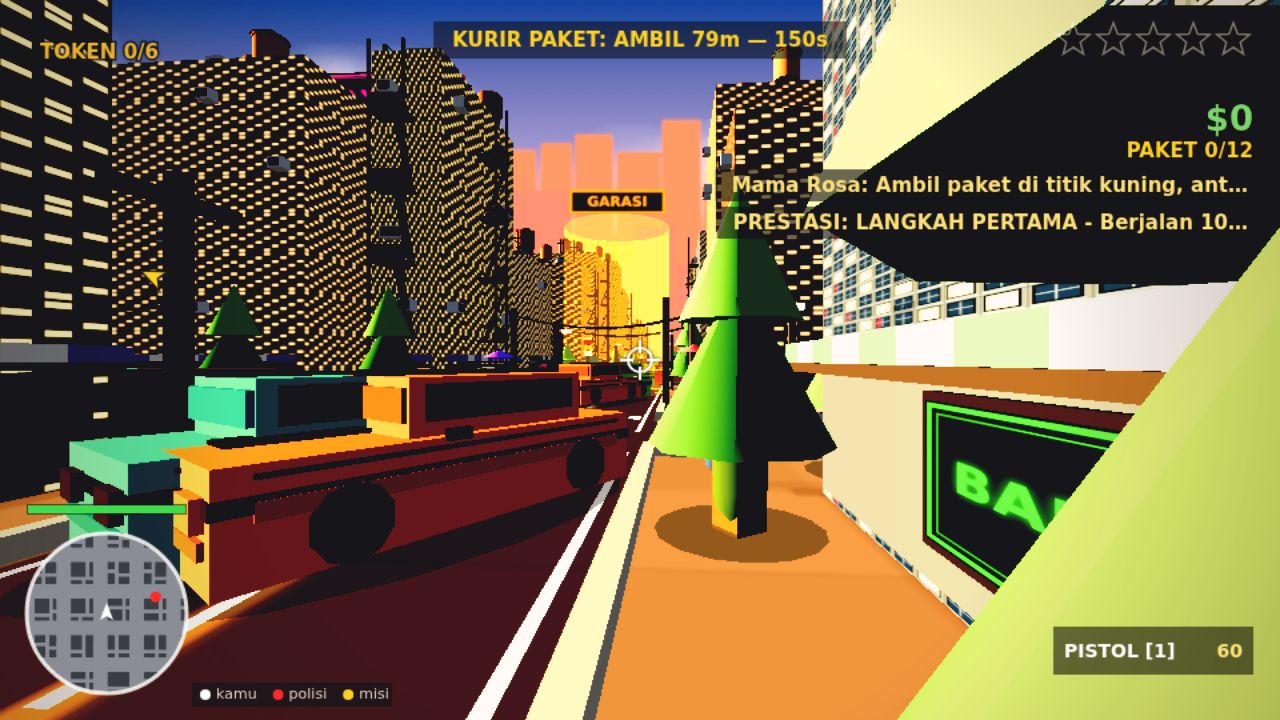 TOKEN 0/6
KURIR PAKET: AMBIL 79m — 150s
$0
PAKET 0/12
Mama Rosa: Ambil paket di titik kuning, ant...
PRESTASI: LANGKAH PERTAMA - Berjalan 10...
GARASI
PISTOL [1] 60
kamu polisi misi